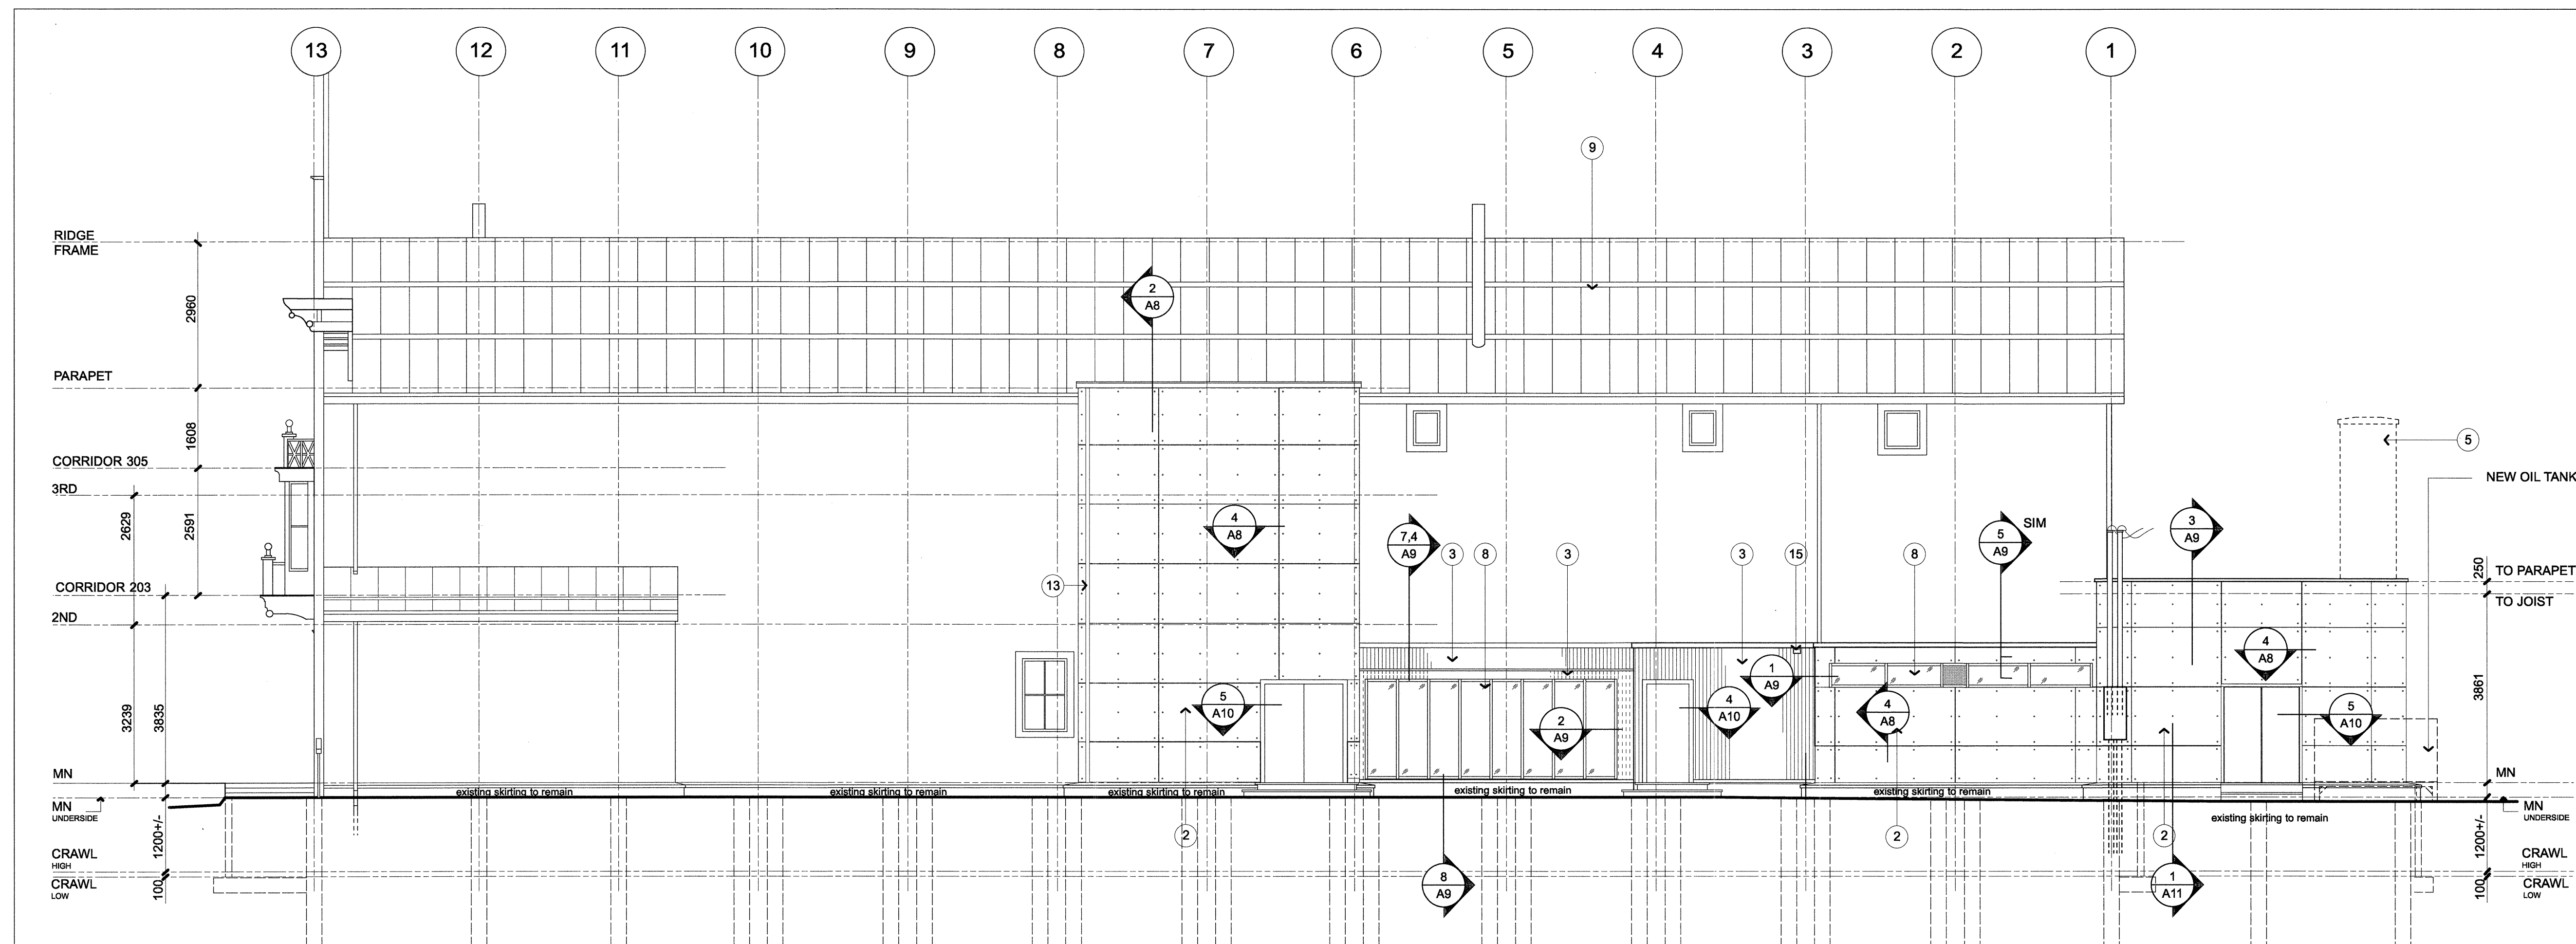 13 12 11 10 9 8 7 6 5 4 3 2 1
9
RIDGE
FRAME
2960
2
A8
PARAPET
1608
CORRIDOR 305
3RD
2629
2591
4
A8
7,4
A9
3
8
3
3
15
8
5
A9
SIM
3
A9
5
NEW OIL TANK
250
TO PARAPET
TO JOIST
CORRIDOR 203
2ND
13
3239
3835
5
A10
2
A9
4
A10
1
A9
4
A8
4
A8
5
A10
3861
MN
MN
UNDERSIDE
existing skirting to remain
existing skirting to remain
existing skirting to remain
existing skirting to remain
existing skirting to remain
existing skirting to remain
MN
MN
UNDERSIDE
2
2
2
1200+/-
1200+/-
CRAWL
HIGH
CRAWL
LOW
100
8
A9
1
A11
100
CRAWL
HIGH
CRAWL
LOW